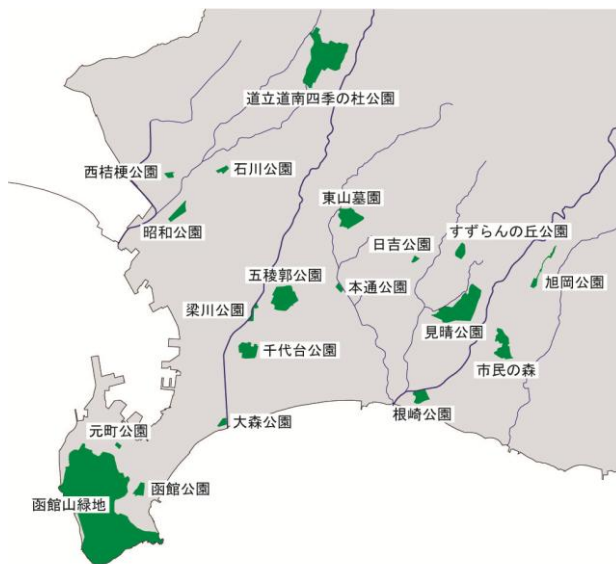 道立道南四季の杜公園
西桔梗公園
石川公園
東山墓園
昭和公園
すずらんの丘公園
日吉公園
五稜郭公園
本通公園
旭岡公園
梁川公園
見晴公園
千代台公園
市民の森
大森公園
根崎公園
元町公園
函館公園
函館山緑地